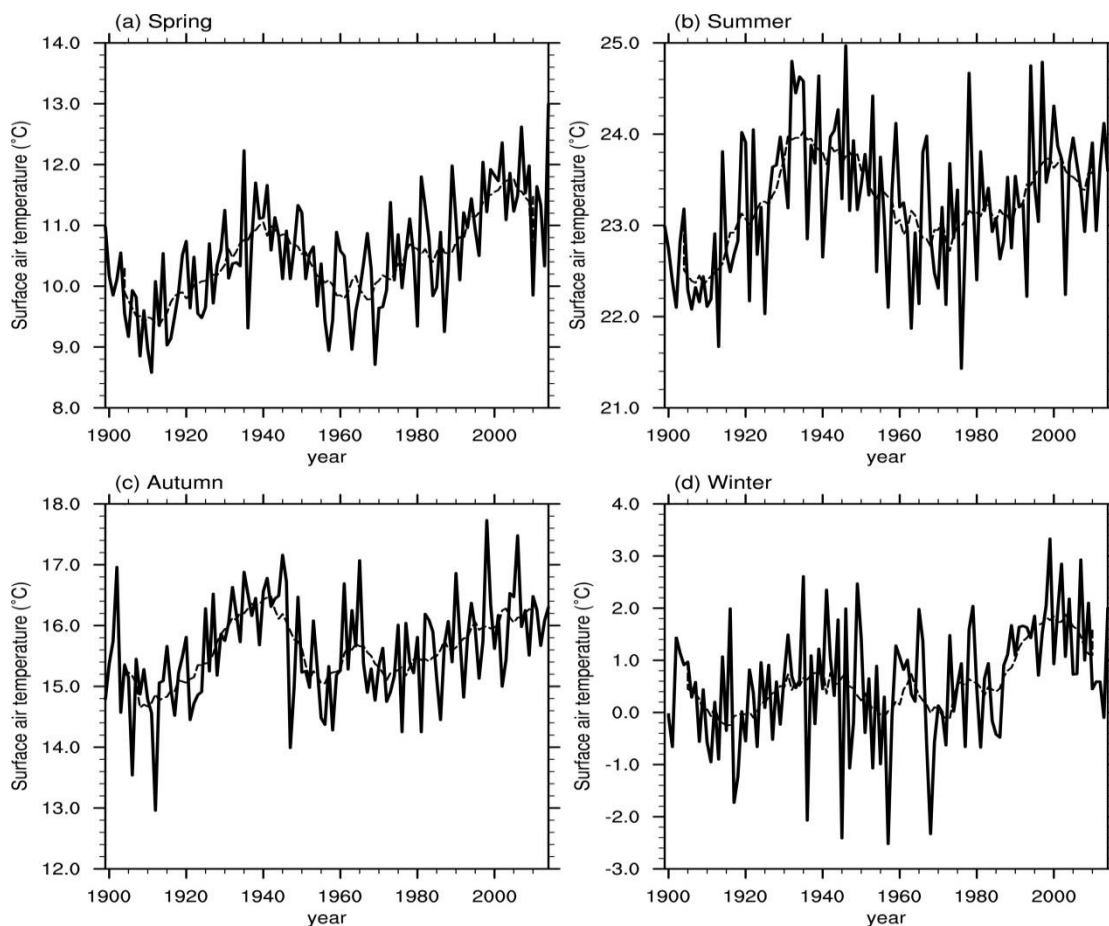 (a) Spring
14.0
13.0
12.0
11.0
10.0
9.0
8.0
Surface air temperature (°C)
1900 1920 1940 1960 1980 2000
year
(b) Summer
25.0
24.0
23.0
22.0
21.0
Surface air temperature (°C)
1900 1920 1940 1960 1980 2000
year
(c) Autumn
18.0
17.0
16.0
15.0
14.0
13.0
12.0
Surface air temperature (°C)
1900 1920 1940 1960 1980 2000
year
(d) Winter
4.0
3.0
2.0
1.0
0.0
-1.0
-2.0
-3.0
Surface air temperature (°C)
1900 1920 1940 1960 1980 2000
year